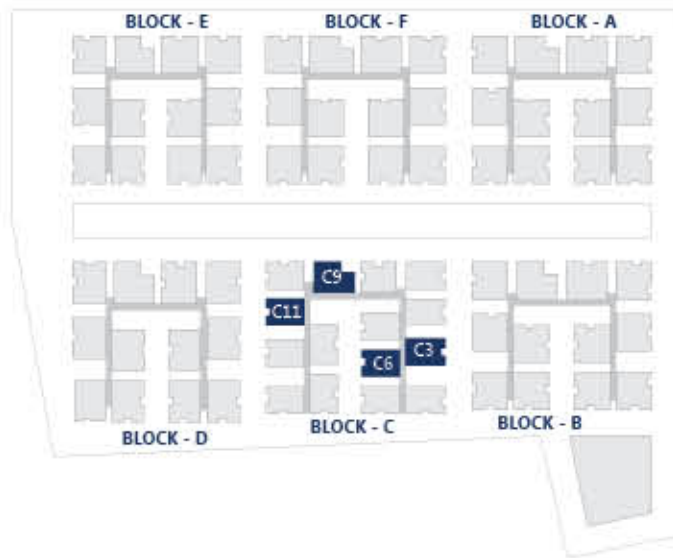 BLOCK - E
BLOCK - F
BLOCK - A
C9
C11
C3
C6
BLOCK - D
BLOCK - C
BLOCK - B